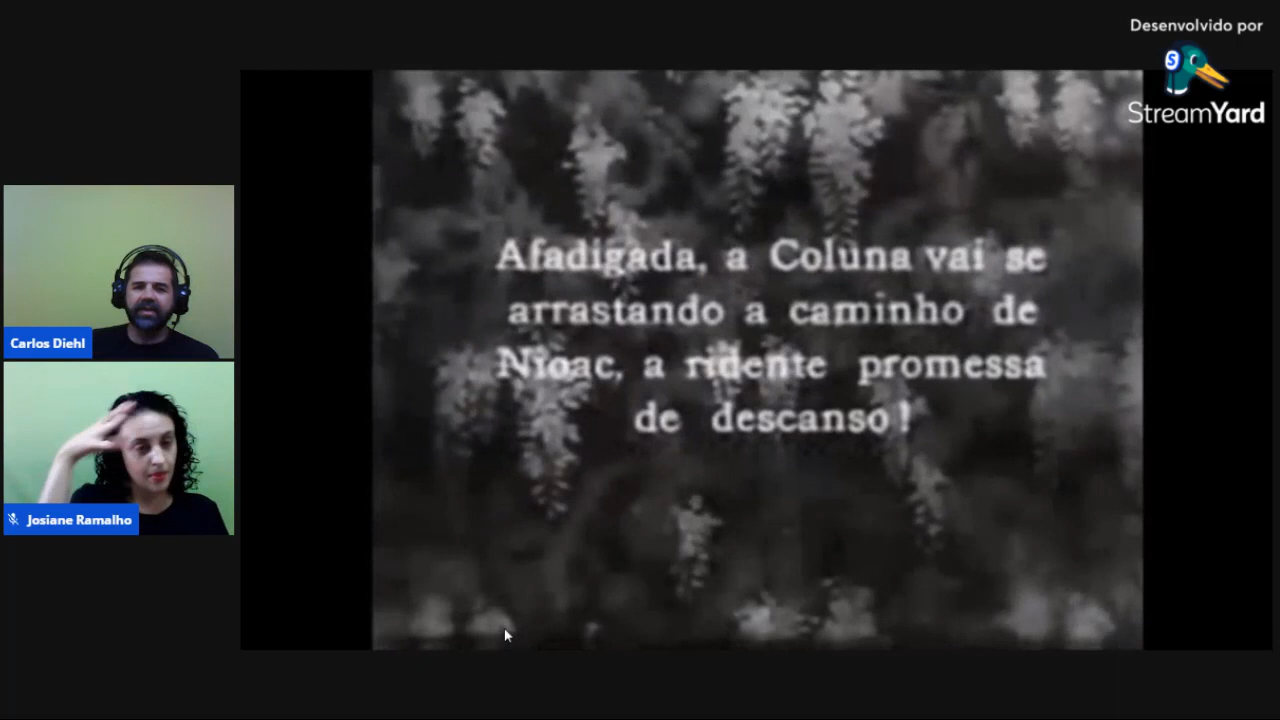 Desenvolvido por
StreamYard
Afadigada, a Coluna vai se
arrastando a caminho de
Nioac, a ridente promessa
de descanso!
Carlos Diehl
Josiane Ramalho